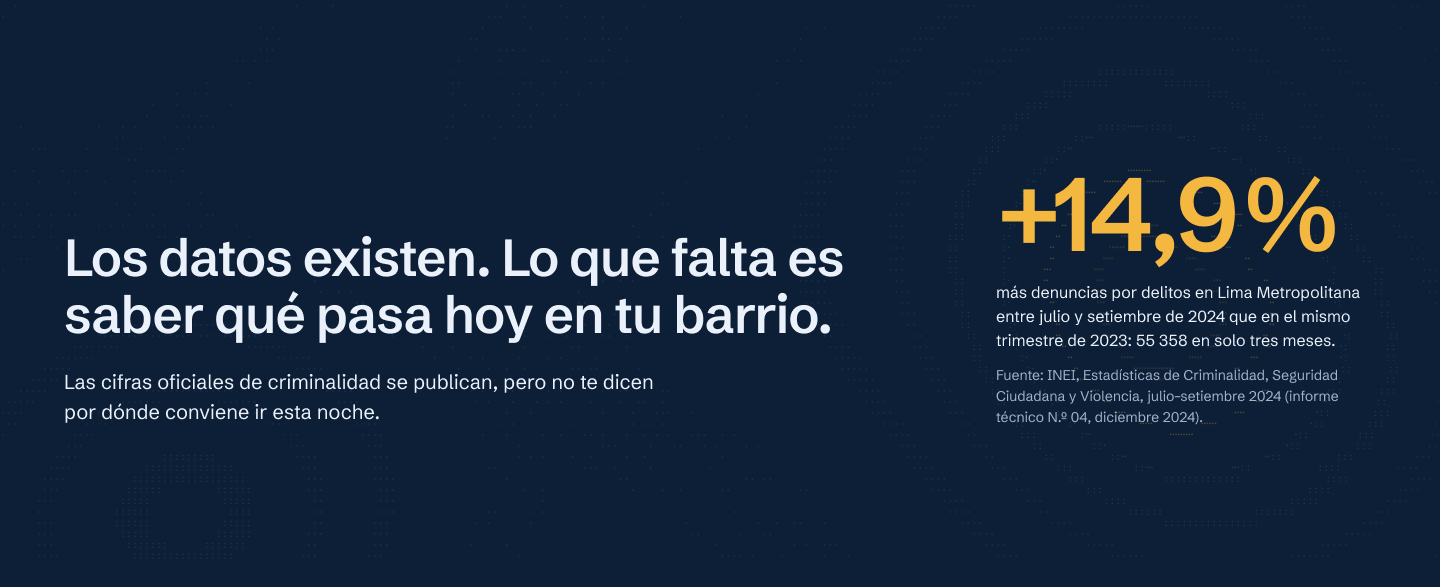 Los datos existen. Lo que falta es
saber qué pasa hoy en tu barrio.
Las cifras oficiales de criminalidad se publican, pero no te dicen
por dónde conviene ir esta noche.
+14,9 %
más denuncias por delitos en Lima Metropolitana
entre julio y setiembre de 2024 que en el mismo
trimestre de 2023: 55 358 en solo tres meses.
Fuente: INEI, Estadísticas de Criminalidad, Seguridad
Ciudadana y Violencia, julio-setiembre 2024 (informe
técnico N.º 04, diciembre 2024).